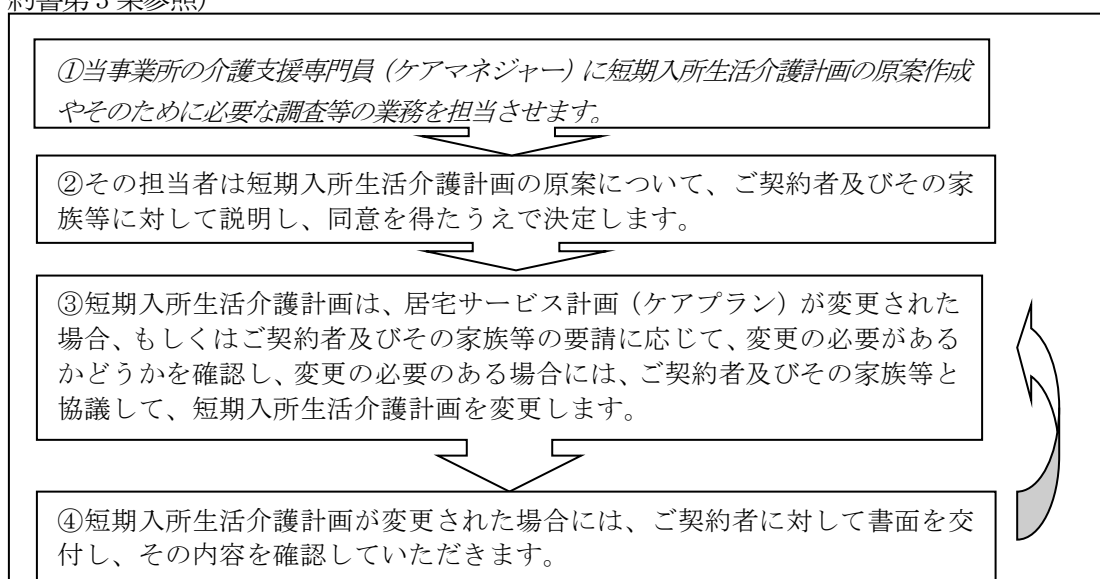 約書第3条参照)
①当事業所の介護支援専門員（ケアマネジャー）に短期入所生活介護計画の原案作成
やそのために必要な調査等の業務を担当させます。
②その担当者は短期入所生活介護計画の原案について、ご契約者及びその家
族等に対して説明し、同意を得たうえで決定します。
③短期入所生活介護計画は、居宅サービス計画（ケアプラン）が変更された
場合、もしくはご契約者及びその家族等の要請に応じて、変更の必要がある
かどうかを確認し、変更の必要のある場合には、ご契約者及びその家族等と
協議して、短期入所生活介護計画を変更します。
④短期入所生活介護計画が変更された場合には、ご契約者に対して書面を交
付し、その内容を確認していただきます。